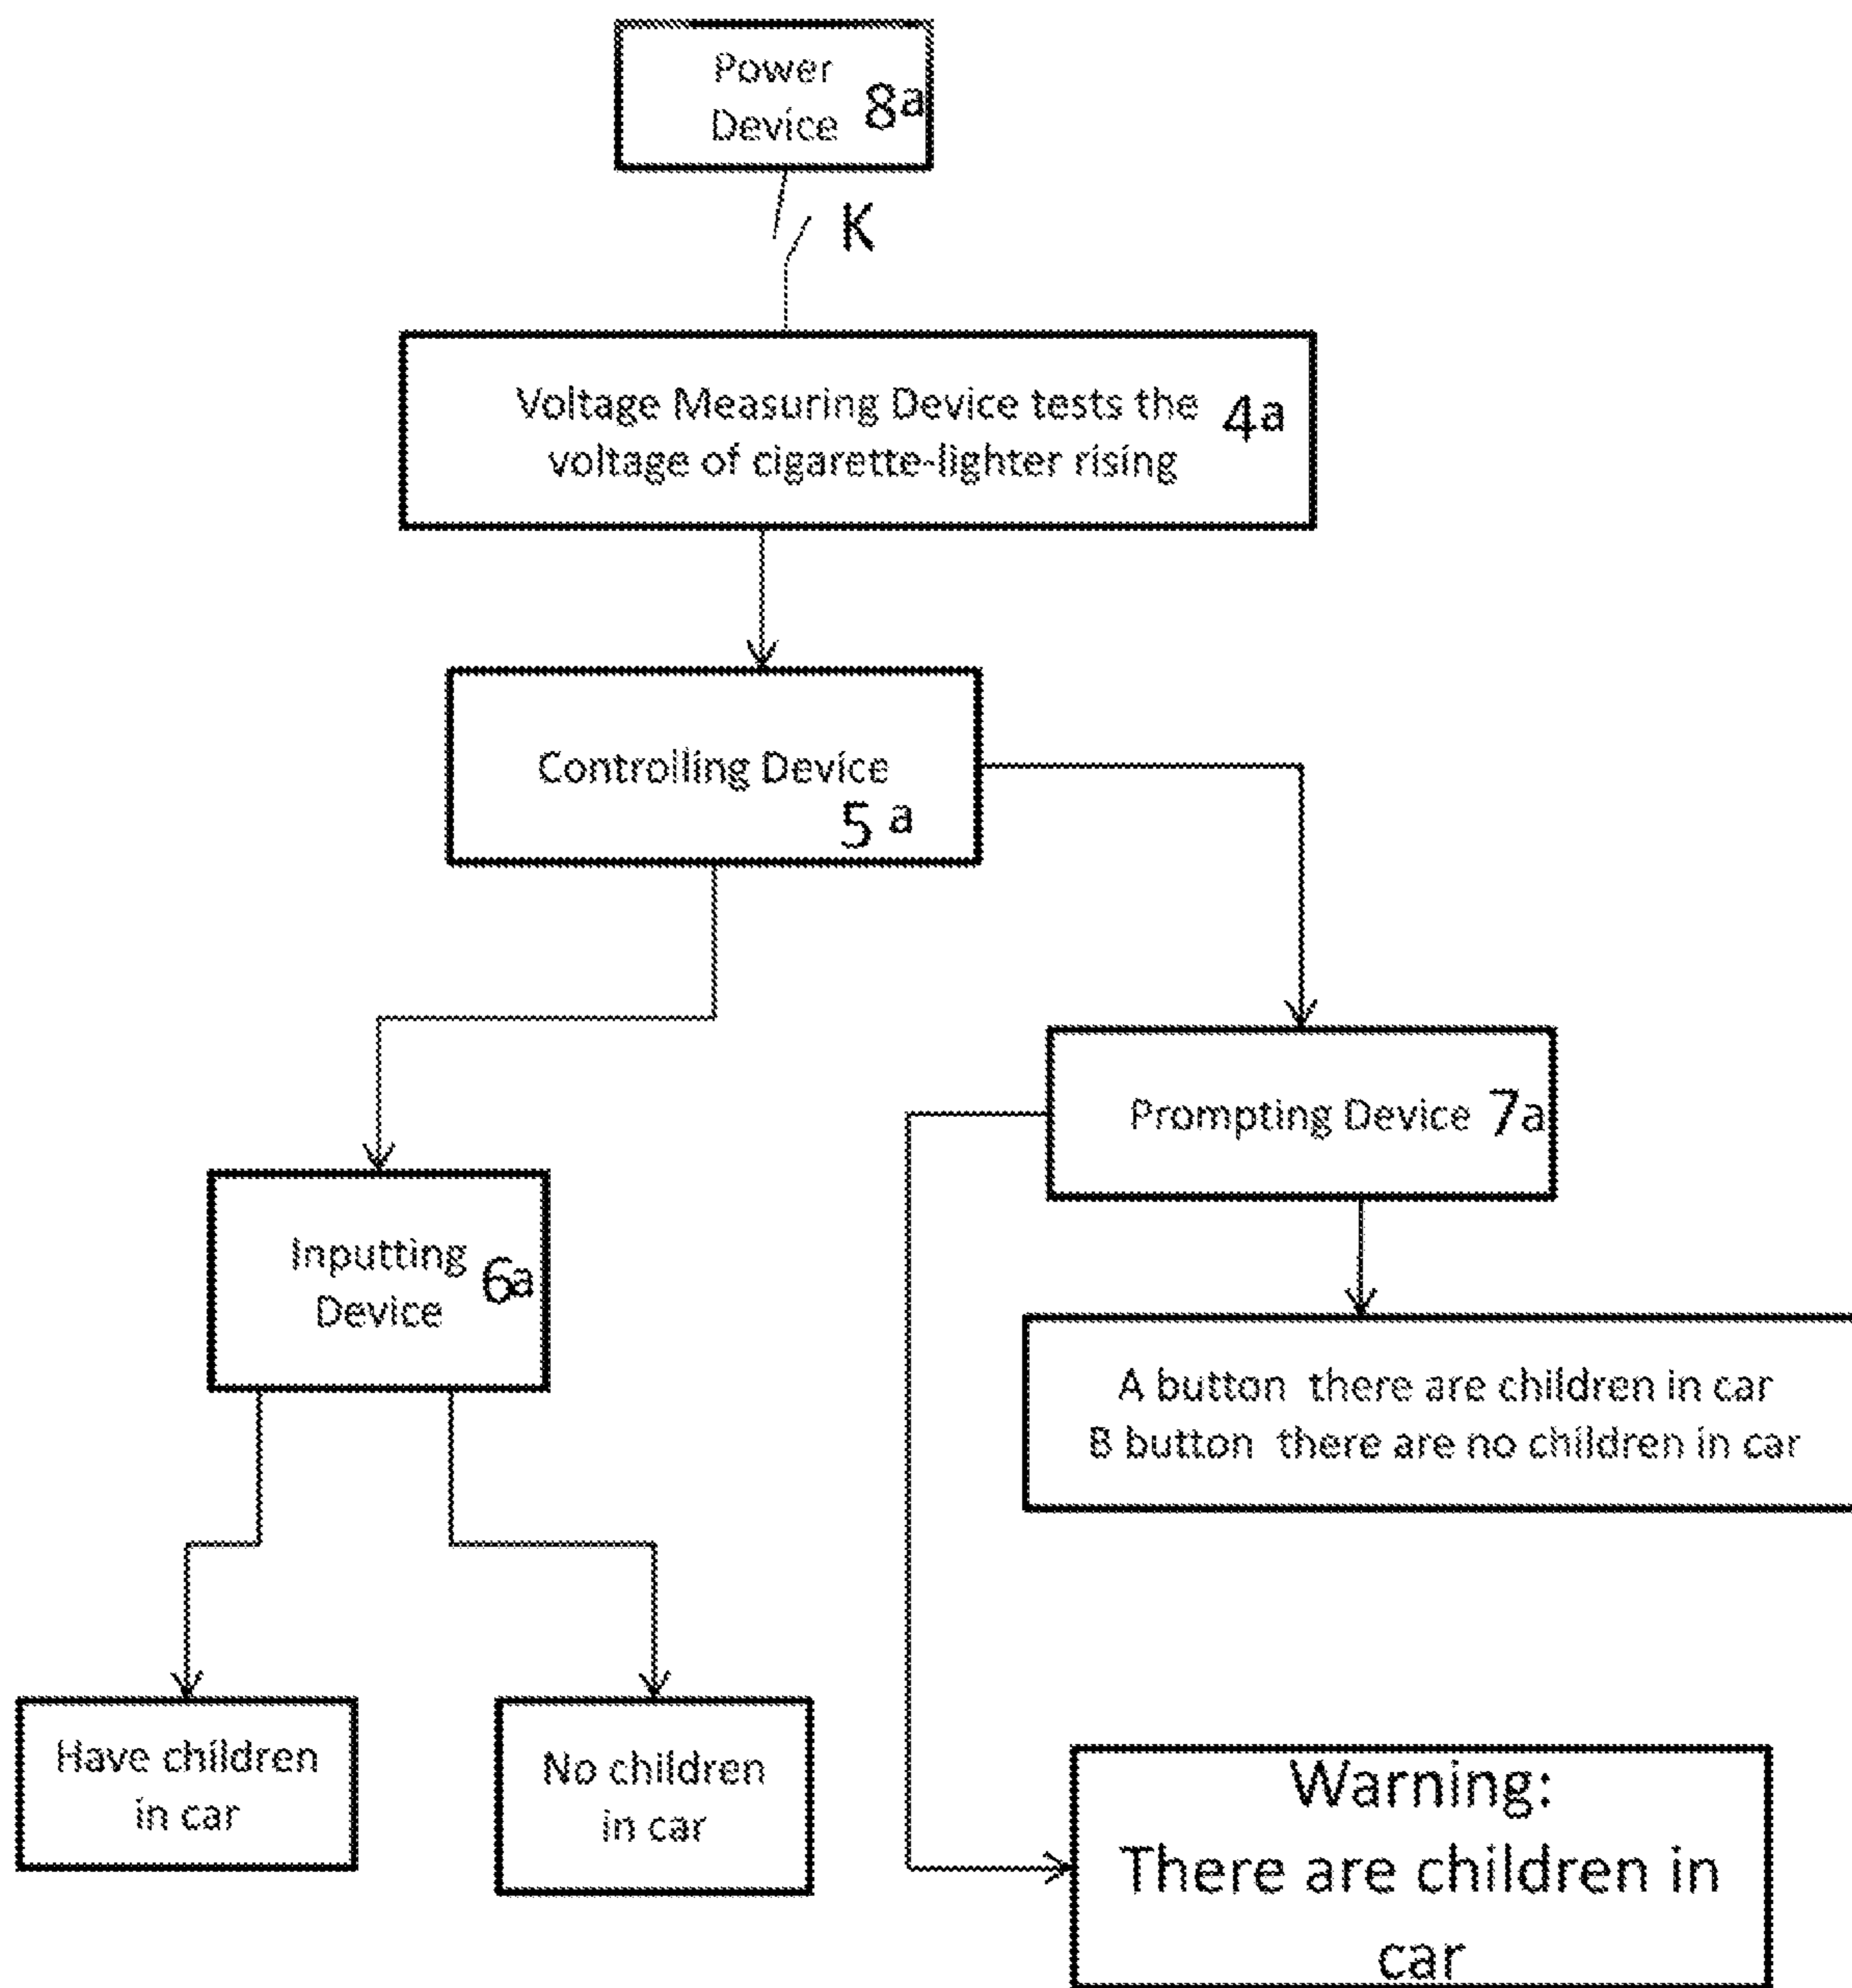 Power
Device 8a
K
Voltage Measuring Device tests the 4a
voltage of cigarette-lighter rising
Controlling Device
5 a
Prompting Device 7a
Inputting
Device 6a
A button there are children in car
B button there are no children in car
Have children
in car
No children
in car
Warning:
There are children in
car